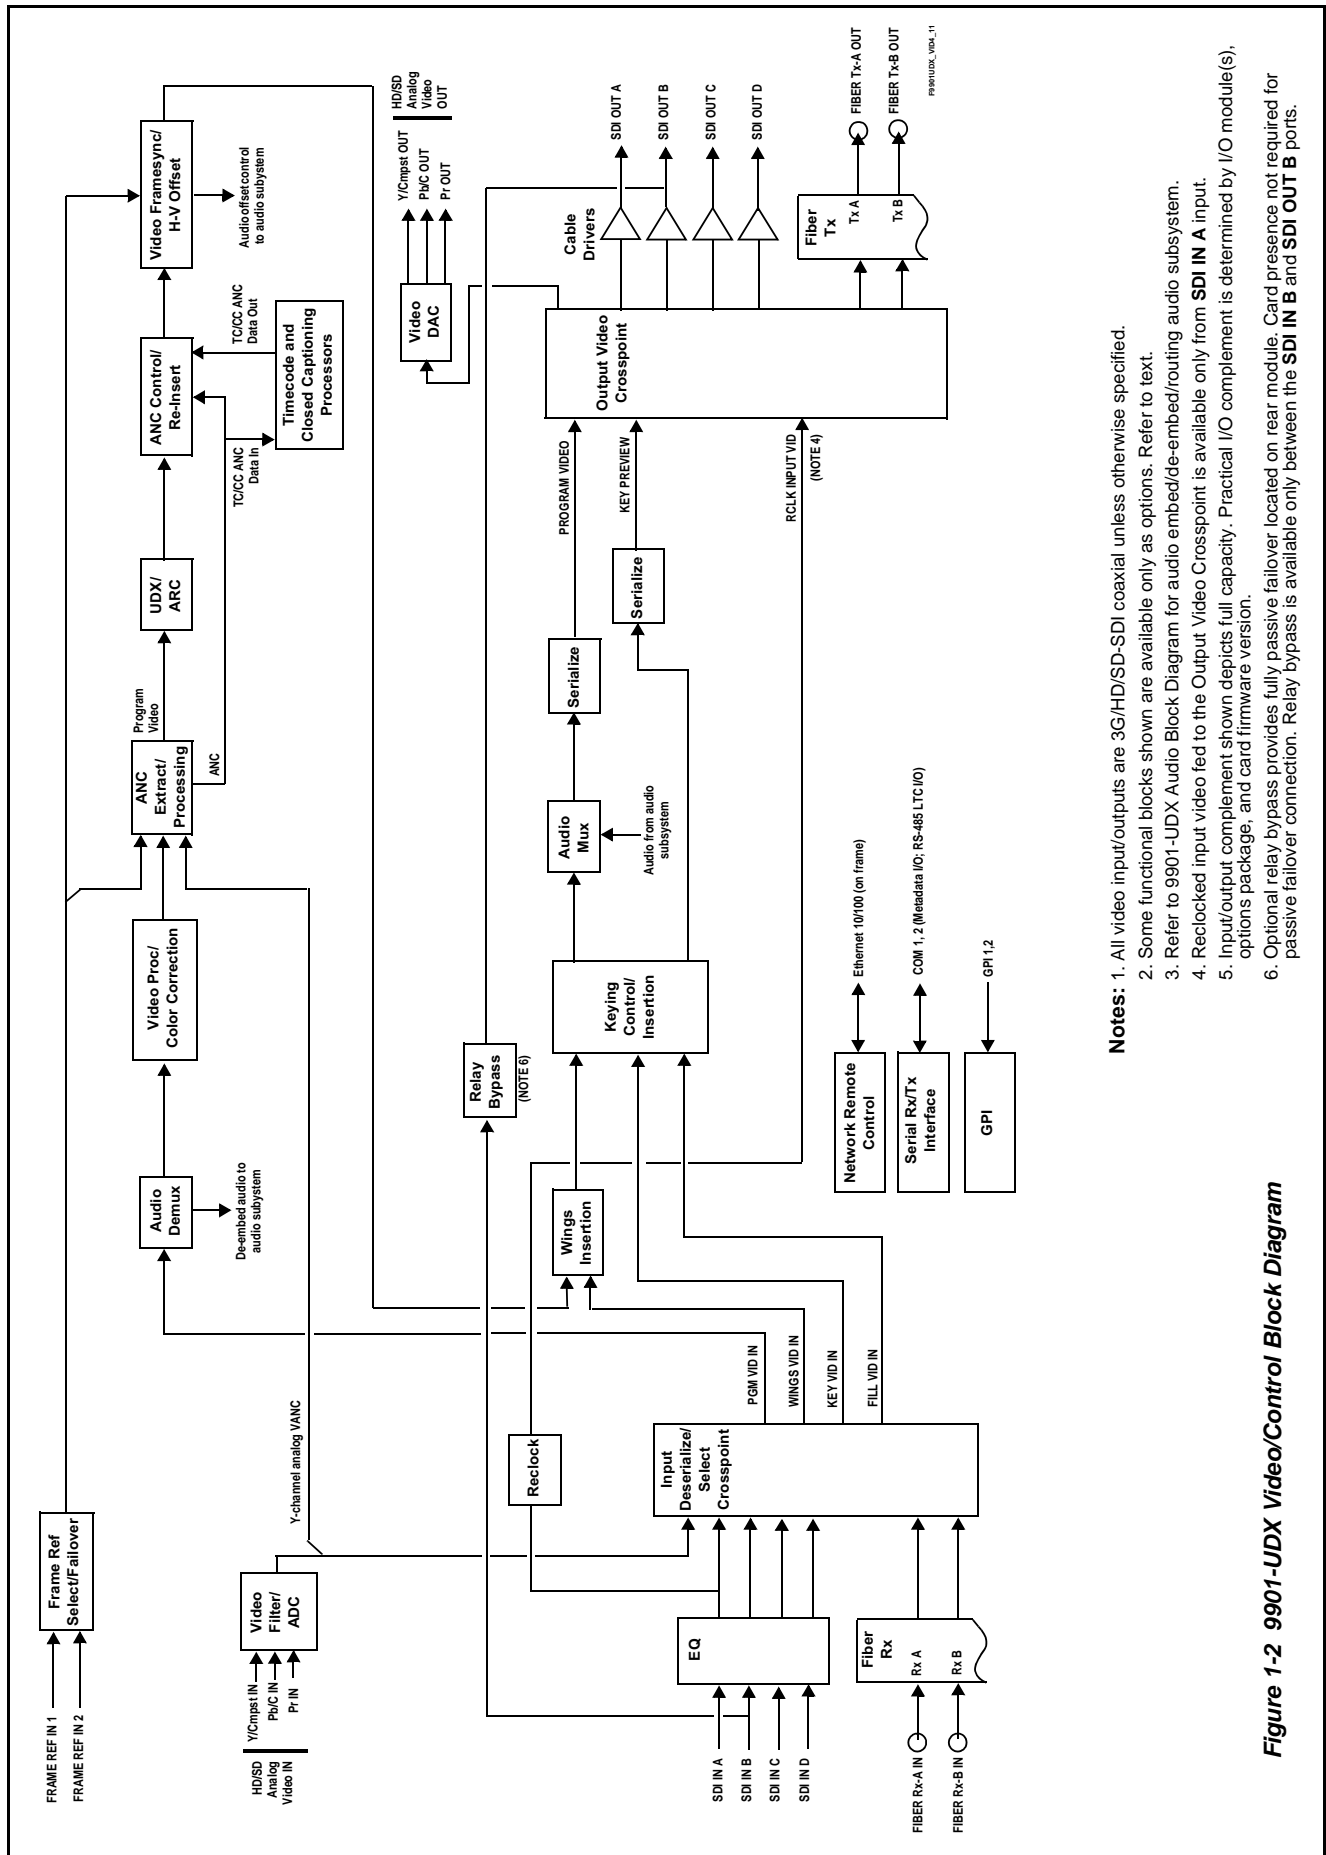 FRAME REF IN 1
FRAME REF IN 2
Frame Ref
Select/Failover
HD/SD
Analog
Video IN
Y/Cmpst IN
Pb/C IN
Pr IN
Video
Filter/
ADC
Y-channel analog VANC
Audio
Demux
De-embed audio to
audio subsystem
Video Proc/
Color Correction
ANC
Extract/
Processing
Program
Video
ANC
UDX/
ARC
TC/CC ANC
Data In
ANC Control/
Re-Insert
Timecode and
Closed Captioning
Processors
TC/CC ANC
Data Out
Video Framesync/
H-V Offset
Audio offset control
to audio subsystem
Video
DAC
Y/Cmpst OUT
Pb/C OUT
Pr OUT
HD/SD
Analog
Video
OUT
Relay
Bypass
(NOTE 6)
Reclock
Wings
Insertion
Keying
Control/
Insertion
Audio
Mux
Audio from audio
subsystem
Serialize
Serialize
PROGRAM VIDEO
KEY PREVIEW
RCLK INPUT VID
(NOTE 4)
Output Video
Crosspoint
Cable
Drivers
SDI OUT A
SDI OUT B
SDI OUT C
SDI OUT D
Fiber
Tx
Tx A
Tx B
FIBER Tx-A OUT
FIBER Tx-B OUT
F9901UDX_VID4_11
SDI IN A
SDI IN B
SDI IN C
SDI IN D
EQ
FIBER Rx-A IN
FIBER Rx-B IN
Fiber
Rx
Rx A
Rx B
Input
Deserialize/
Select
Crosspoint
PGM VID IN
WINGS VID IN
KEY VID IN
FILL VID IN
Network Remote
Control
Ethernet 10/100 (on frame)
Serial Rx/Tx
Interface
COM 1, 2 (Metadata I/O; RS-485 LTC I/O)
GPI
GPI 1,2
Notes: 1. All video input/outputs are 3G/HD/SD-SDI coaxial unless otherwise specified.
2. Some functional blocks shown are available only as options. Refer to text.
3. Refer to 9901-UDX Audio Block Diagram for audio embed/de-embed/routing audio subsystem.
4. Reclocked input video fed to the Output Video Crosspoint is available only from SDI IN A input.
5. Input/output complement shown depicts full capacity. Practical I/O complement is determined by I/O module(s),
options package, and card firmware version.
6. Optional relay bypass provides fully passive failover located on rear module. Card presence not required for
passive failover connection. Relay bypass is available only between the SDI IN B and SDI OUT B ports.
Figure 1-2 9901-UDX Video/Control Block Diagram